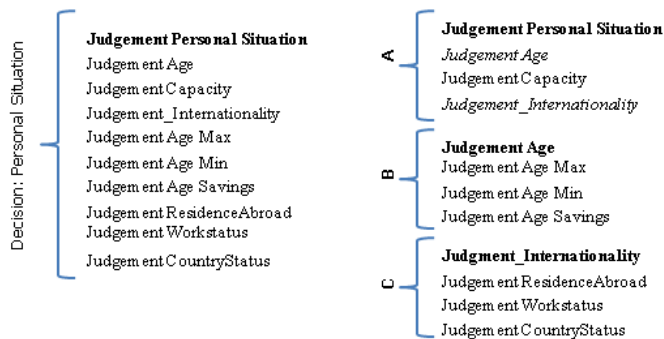 Decision: Personal Situation
Judgement Personal Situation
Judgement Age
Judgement Capacity
Judgement_Internationality
Judgement Age Max
Judgement Age Min
Judgement Age Savings
Judgement ResidenceAbroad
Judgement Workstatus
Judgement CountryStatus
A
Judgement Personal Situation
Judgement Age
Judgement Capacity
Judgement_Internationality
B
Judgement Age
Judgement Age Max
Judgement Age Min
Judgement Age Savings
C
Judgment_Internationality
Judgement ResidenceAbroad
Judgement Workstatus
Judgement CountryStatus